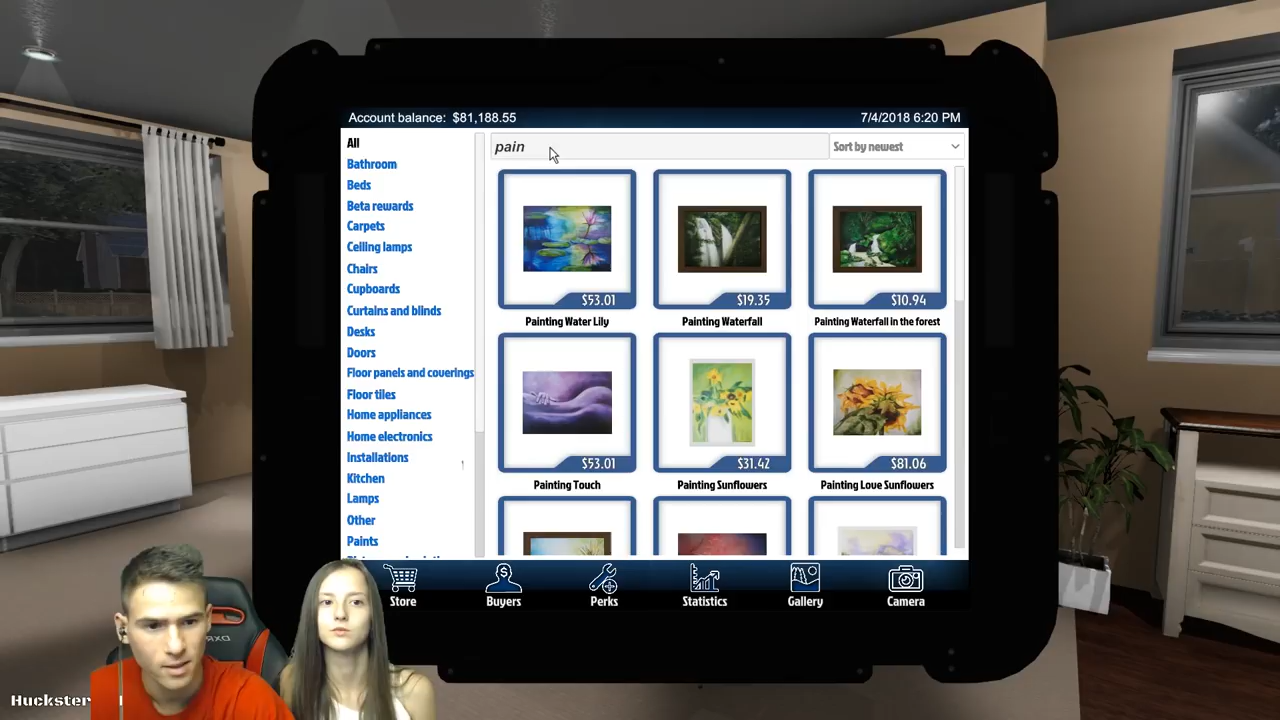 Account balance: $81,188.55
7/4/2018 6:20 PM
pain
Sort by newest
All
Bathroom
Beds
Beta rewards
Carpets
Ceiling lamps
Chairs
Cupboards
Curtains and blinds
Desks
Doors
Floor panels and coverings
Floor tiles
Home appliances
Home electronics
Installations
Kitchen
Lamps
Other
Paints
$53.01
$19.35
$10.94
Painting Water Lily
Painting Waterfall
Painting Waterfall in the forest
$53.01
$31.42
$81.06
Painting Touch
Painting Sunflowers
Painting Love Sunflowers
Store
Buyers
Perks
Statistics
Gallery
Camera
Huckster